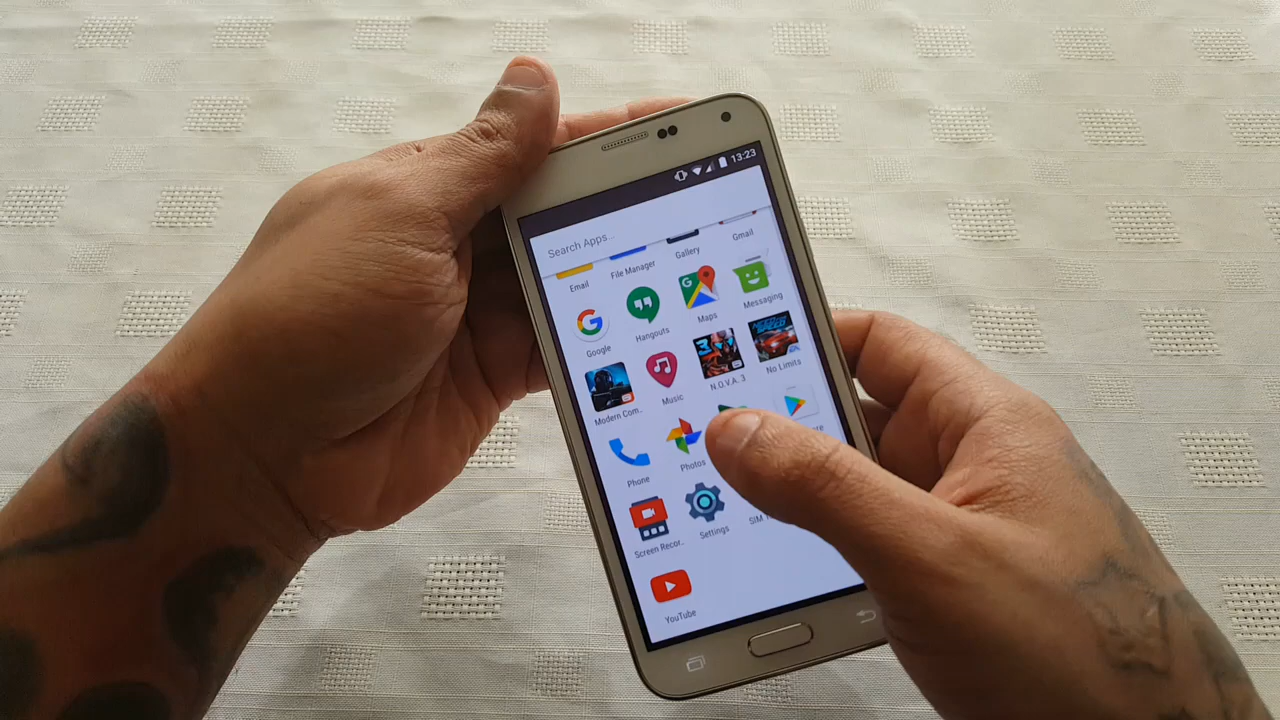 13:23
Search Apps...
Email
File Manager
Gallery
Gmail
Google
Hangouts
Maps
Messaging
Modern Com..
Music
N.O.V.A. 3
No Limits
Phone
Photos
Screen Recor..
Settings
SIM
YouTube